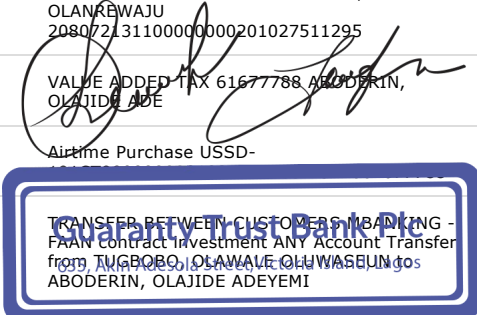 OLANREWAJU
2080721311000000000201027511295
VALUE ADDED TAX 61677788 ABODERIN,
OLAJIDE ADE
Airtime Purchase USSD-
TRANSFER BETWEEN CUSTOMERS MBANKING -
FAAN contract Investment ANY Account Transfer
from TUGBOBO, OLAWALE OLUWASEUN to
ABODERIN, OLAJIDE ADEYEMI
Guaranty Trust Bank Plc
635, Akin Adesola Street, Victoria Island, Lagos